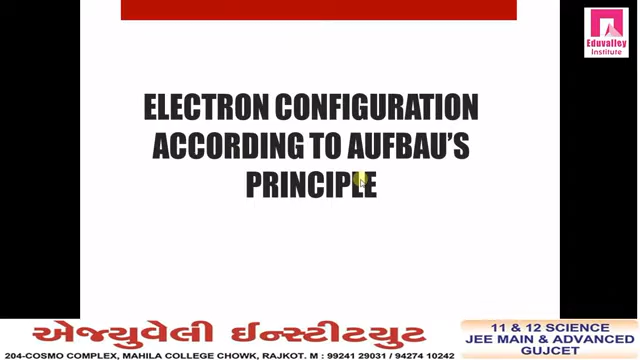 Eduvalley
Institute
ELECTRON CONFIGURATION
ACCORDING TO AUFBAU'S
PRINCIPLE
એજ્યુવેલી ઈન્સ્ટીટ્યુટ
204-COSMO COMPLEX, MAHILA COLLEGE CHOWK, RAJKOT. M : 99241 29031 / 94274 10242
11 & 12 SCIENCE
JEE MAIN & ADVANCED
GUJCET